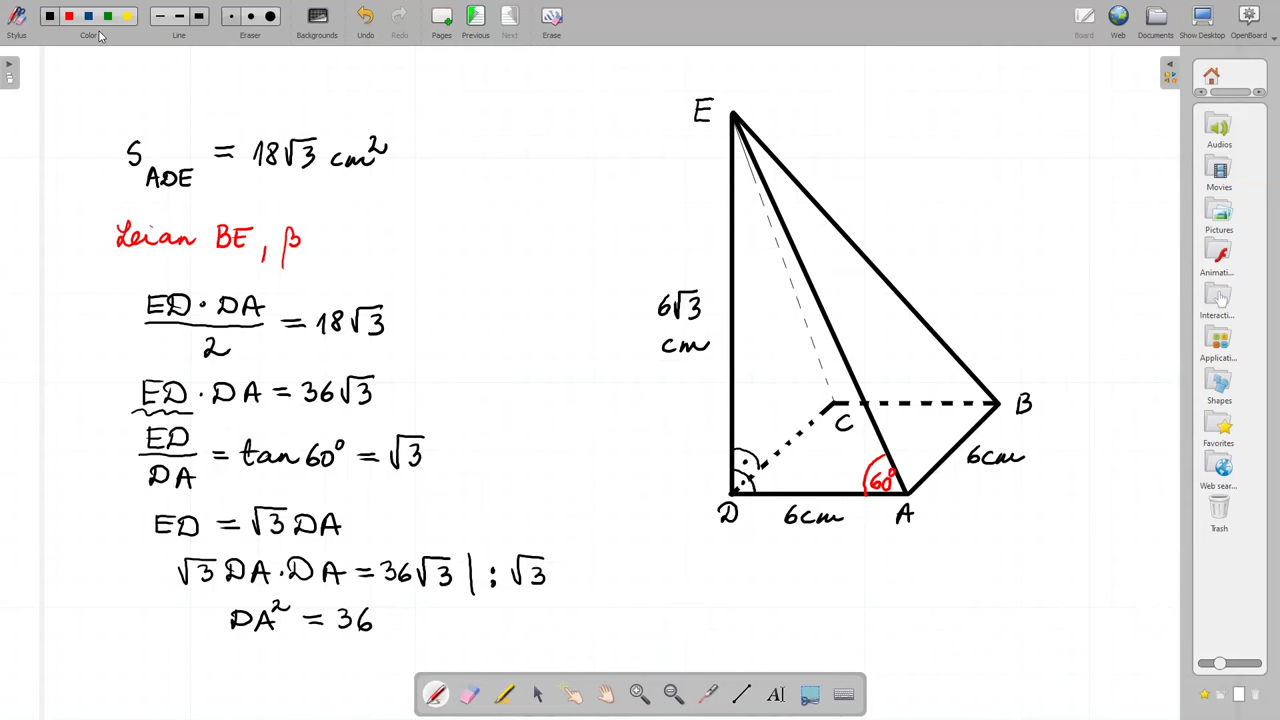 Stylus
Color
Line
Eraser
Backgrounds
Undo
Redo
Pages
Previous
Next
Erase
Board
Web
Documents
Show Desktop
OpenBoard
S ADE = 18√3 cm²
Leian BE, β
ED · DA / 2 = 18√3
ED · DA = 36√3
ED / DA = tan 60° = √3
ED = √3 DA
√3 DA · DA = 36√3 | : √3
DA² = 36
E
6√3
cm
C
B
6cm
60°
D
6cm
A
Audios
Movies
Pictures
Animati...
Interacti...
Applicati...
Shapes
Favorites
Web sear...
Trash
AI